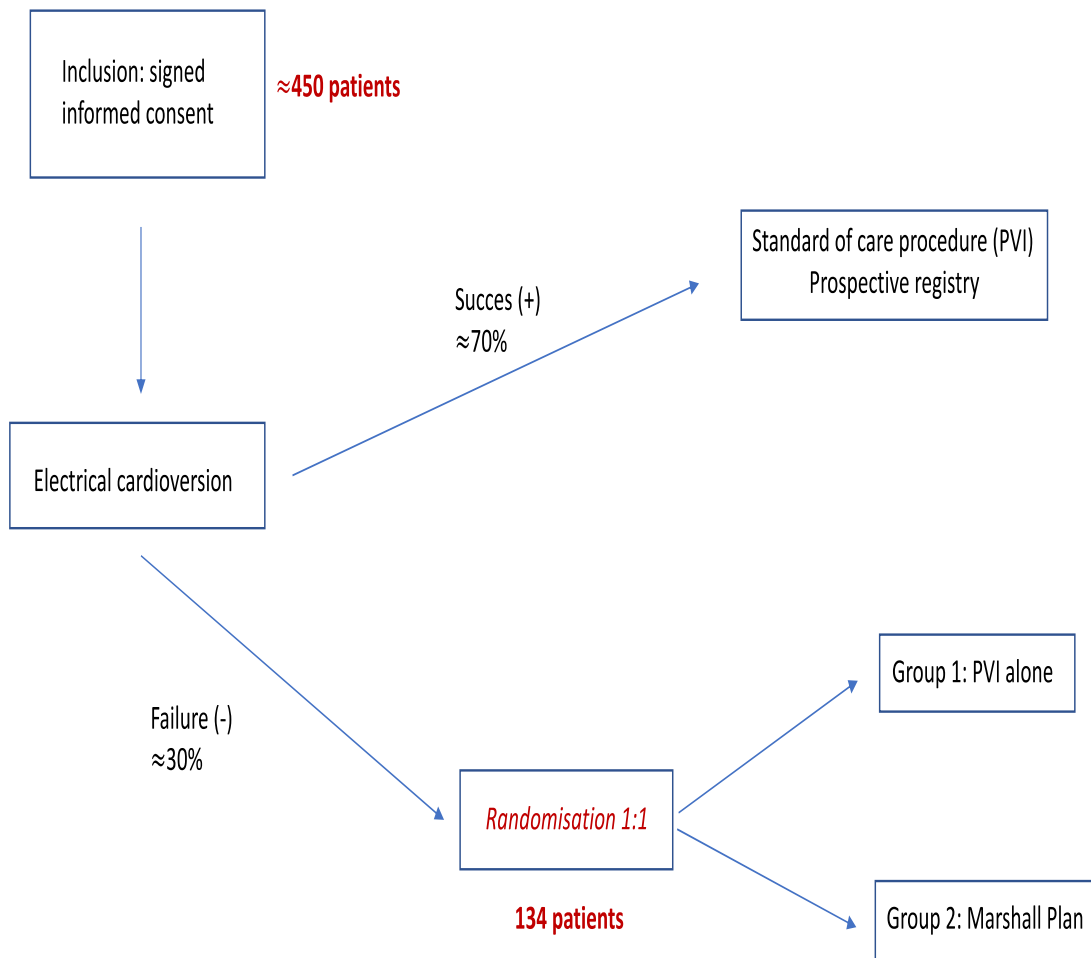 Inclusion: signed
informed consent
≈450 patients
Standard of care procedure (PVI)
Prospective registry
Succes (+)
≈70%
Electrical cardioversion
Failure (-)
≈30%
Group 1: PVI alone
Randomisation 1:1
134 patients
Group 2: Marshall Plan